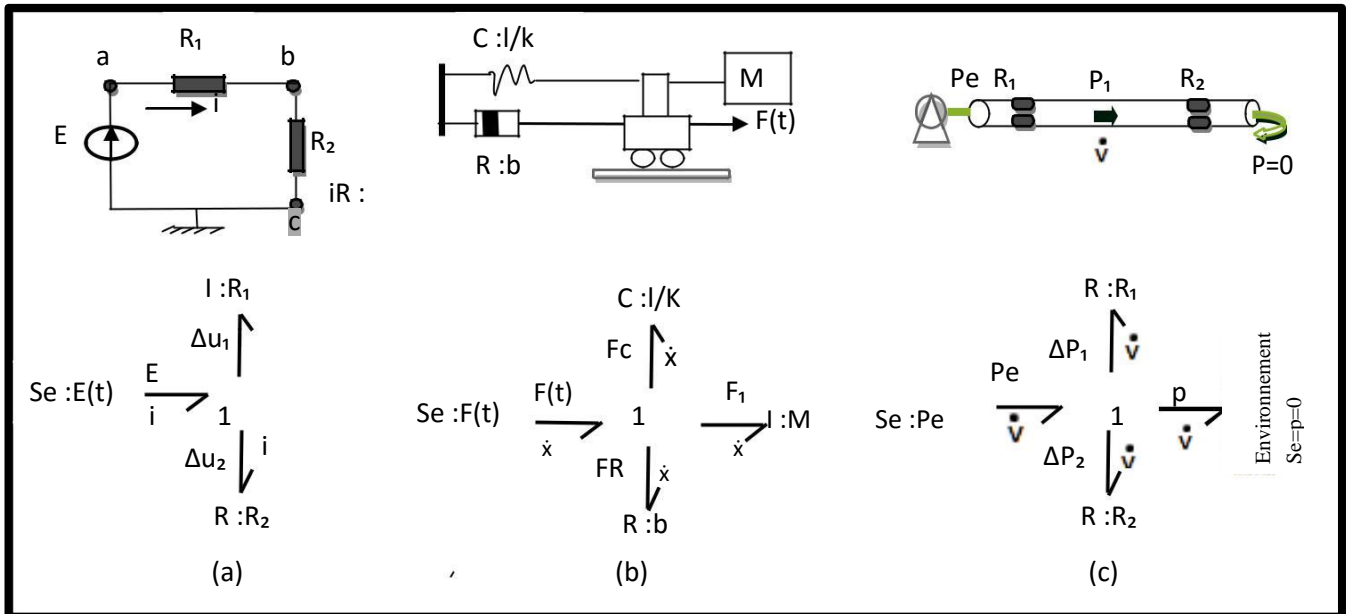 R₁
a
b
i
E
R₂
iR :
C
C :l/k
M
F(t)
R :b
Pe
R₁
P₁
R₂
v̇
P=0
I :R₁
Δu₁
Se :E(t)
E
i
1
Δu₂
i
R :R₂
(a)
C :l/K
Fc
ẋ
Se :F(t)
F(t)
ẋ
1
F₁
ẋ
I :M
FR
ẋ
R :b
,
(b)
R :R₁
ΔP₁
v̇
Se :Pe
Pe
v̇
1
p
v̇
Environnement
Se=p=0
ΔP₂
v̇
R :R₂
(c)